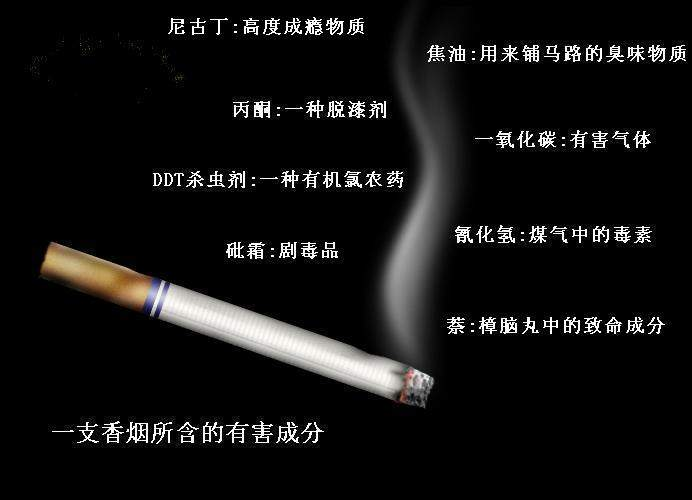 尼古丁:高度成瘾物质
焦油:用来铺马路的臭味物质
丙酮:一种脱漆剂
一氧化碳:有害气体
DDT杀虫剂:一种有机氯农药
氰化氢:煤气中的毒素
砒霜:剧毒品
萘:樟脑丸中的致命成分
一支香烟所含的有害成分